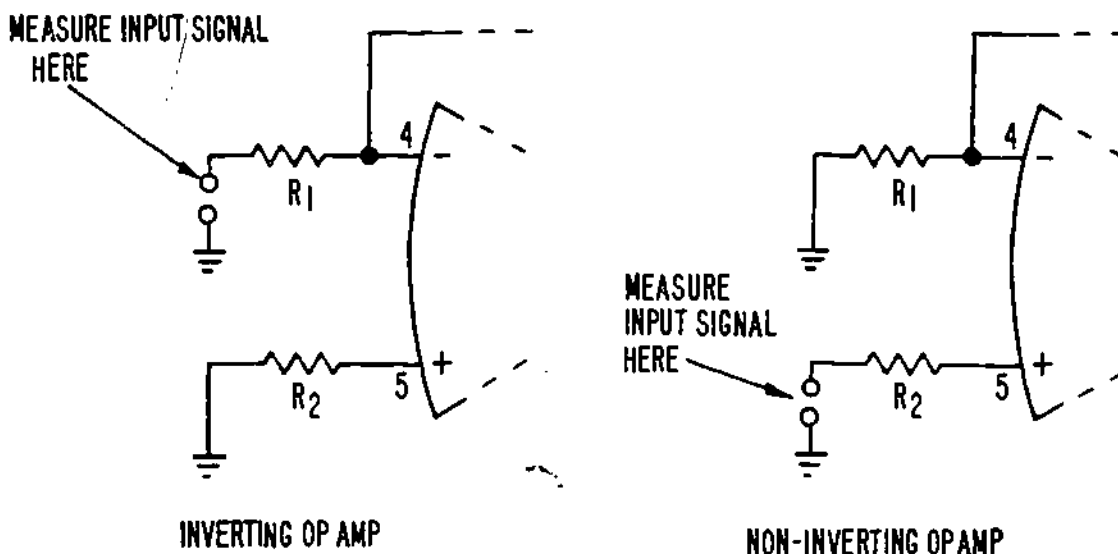 MEASURE INPUT SIGNAL
HERE
4
-
R1
R2
5
+
INVERTING OP AMP
4
-
R1
MEASURE
INPUT SIGNAL
HERE
R2
5
+
NON-INVERTING OP AMP